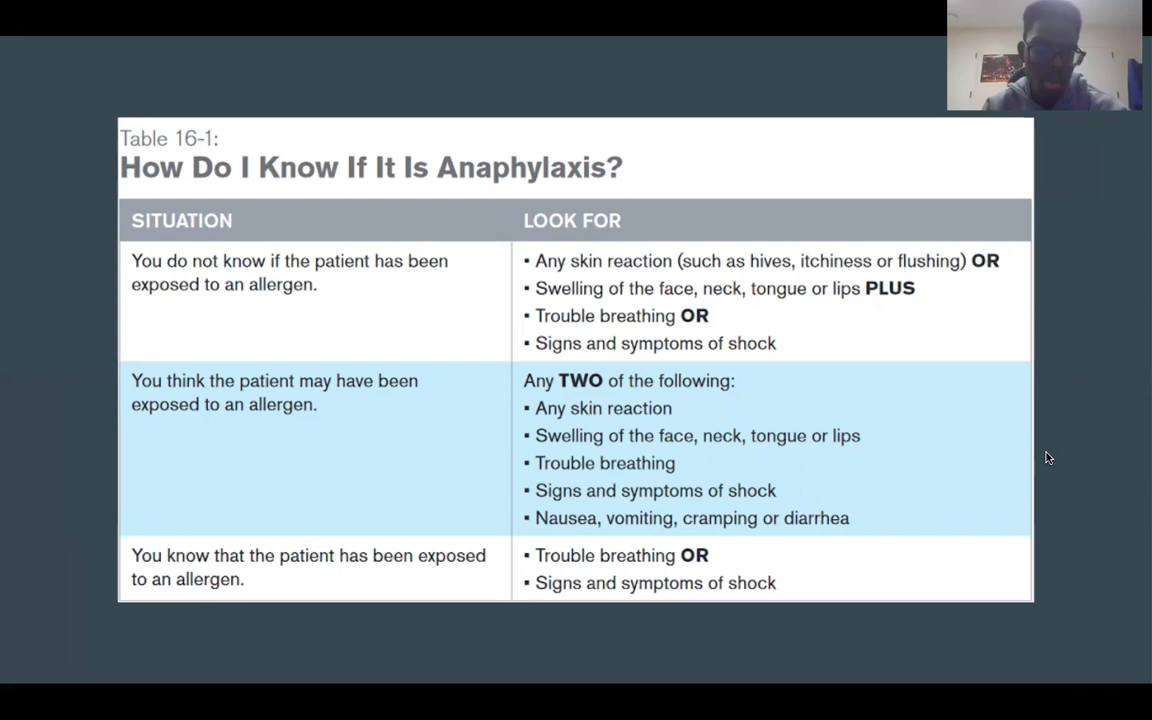 Table 16-1:
How Do I Know If It Is Anaphylaxis?
SITUATION
LOOK FOR
You do not know if the patient has been
exposed to an allergen.
▪ Any skin reaction (such as hives, itchiness or flushing) OR
▪ Swelling of the face, neck, tongue or lips PLUS
▪ Trouble breathing OR
▪ Signs and symptoms of shock
You think the patient may have been
exposed to an allergen.
Any TWO of the following:
▪ Any skin reaction
▪ Swelling of the face, neck, tongue or lips
▪ Trouble breathing
▪ Signs and symptoms of shock
▪ Nausea, vomiting, cramping or diarrhea
You know that the patient has been exposed
to an allergen.
▪ Trouble breathing OR
▪ Signs and symptoms of shock